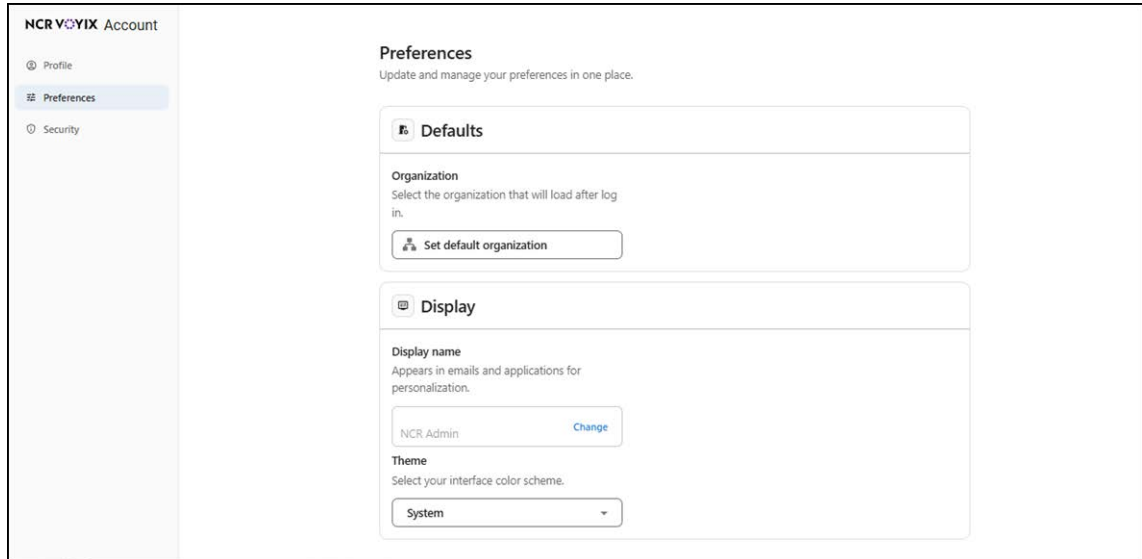 NCR VOYIX Account
Profile
Preferences
Security
Preferences
Update and manage your preferences in one place.
Defaults
Organization
Select the organization that will load after log
in.
Set default organization
Display
Display name
Appears in emails and applications for
personalization.
NCR Admin
Change
Theme
Select your interface color scheme.
System